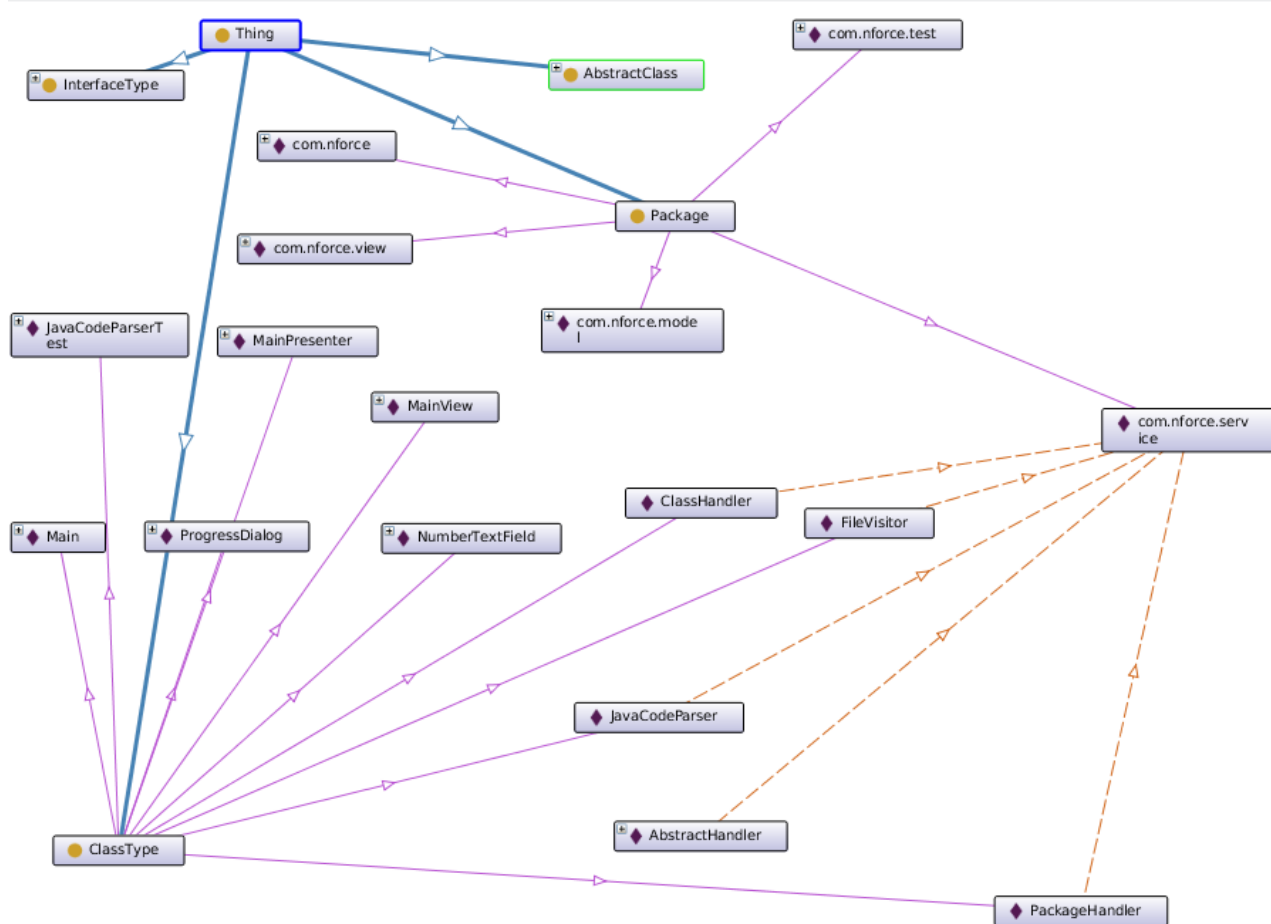 Thing
com.nforce.test
InterfaceType
AbstractClass
com.nforce
Package
com.nforce.view
com.nforce.mode
l
JavaCodeParserT
est
MainPresenter
MainView
com.nforce.serv
ice
ClassHandler
FileVisitor
Main
ProgressDialog
NumberTextField
JavaCodeParser
AbstractHandler
ClassType
PackageHandler